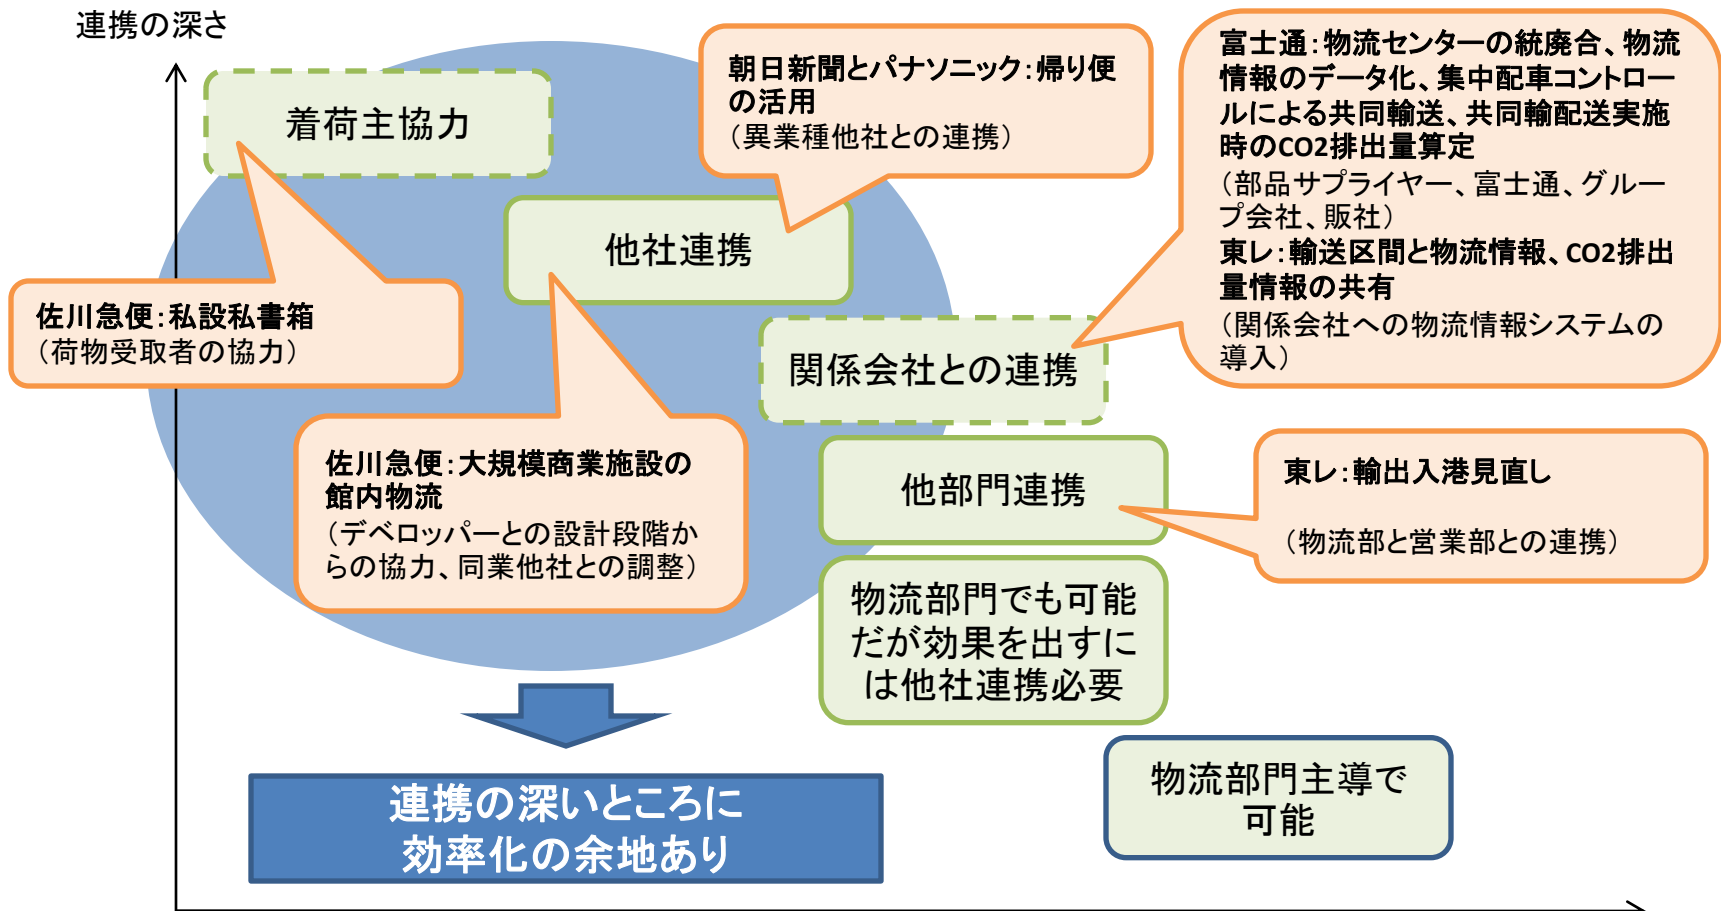 連携の深さ
着荷主協力
朝日新聞とパナソニック：帰り便
の活用
（異業種他社との連携）
富士通：物流センターの統廃合、物流
情報のデータ化、集中配車コントロー
ルによる共同輸送、共同輸配送実施
時のCO2排出量算定
（部品サプライヤー、富士通、グルー
プ会社、販社）
東レ：輸送区間と物流情報、CO2排出
量情報の共有
（関係会社への物流情報システムの
導入）
他社連携
佐川急便：私設私書箱
（荷物受取者の協力）
関係会社との連携
佐川急便：大規模商業施設の
館内物流
（デベロッパーとの設計段階か
らの協力、同業他社との調整）
他部門連携
東レ：輸出入港見直し
（物流部と営業部との連携）
物流部門でも可能
だが効果を出すに
は他社連携必要
物流部門主導で
可能
連携の深いところに
効率化の余地あり